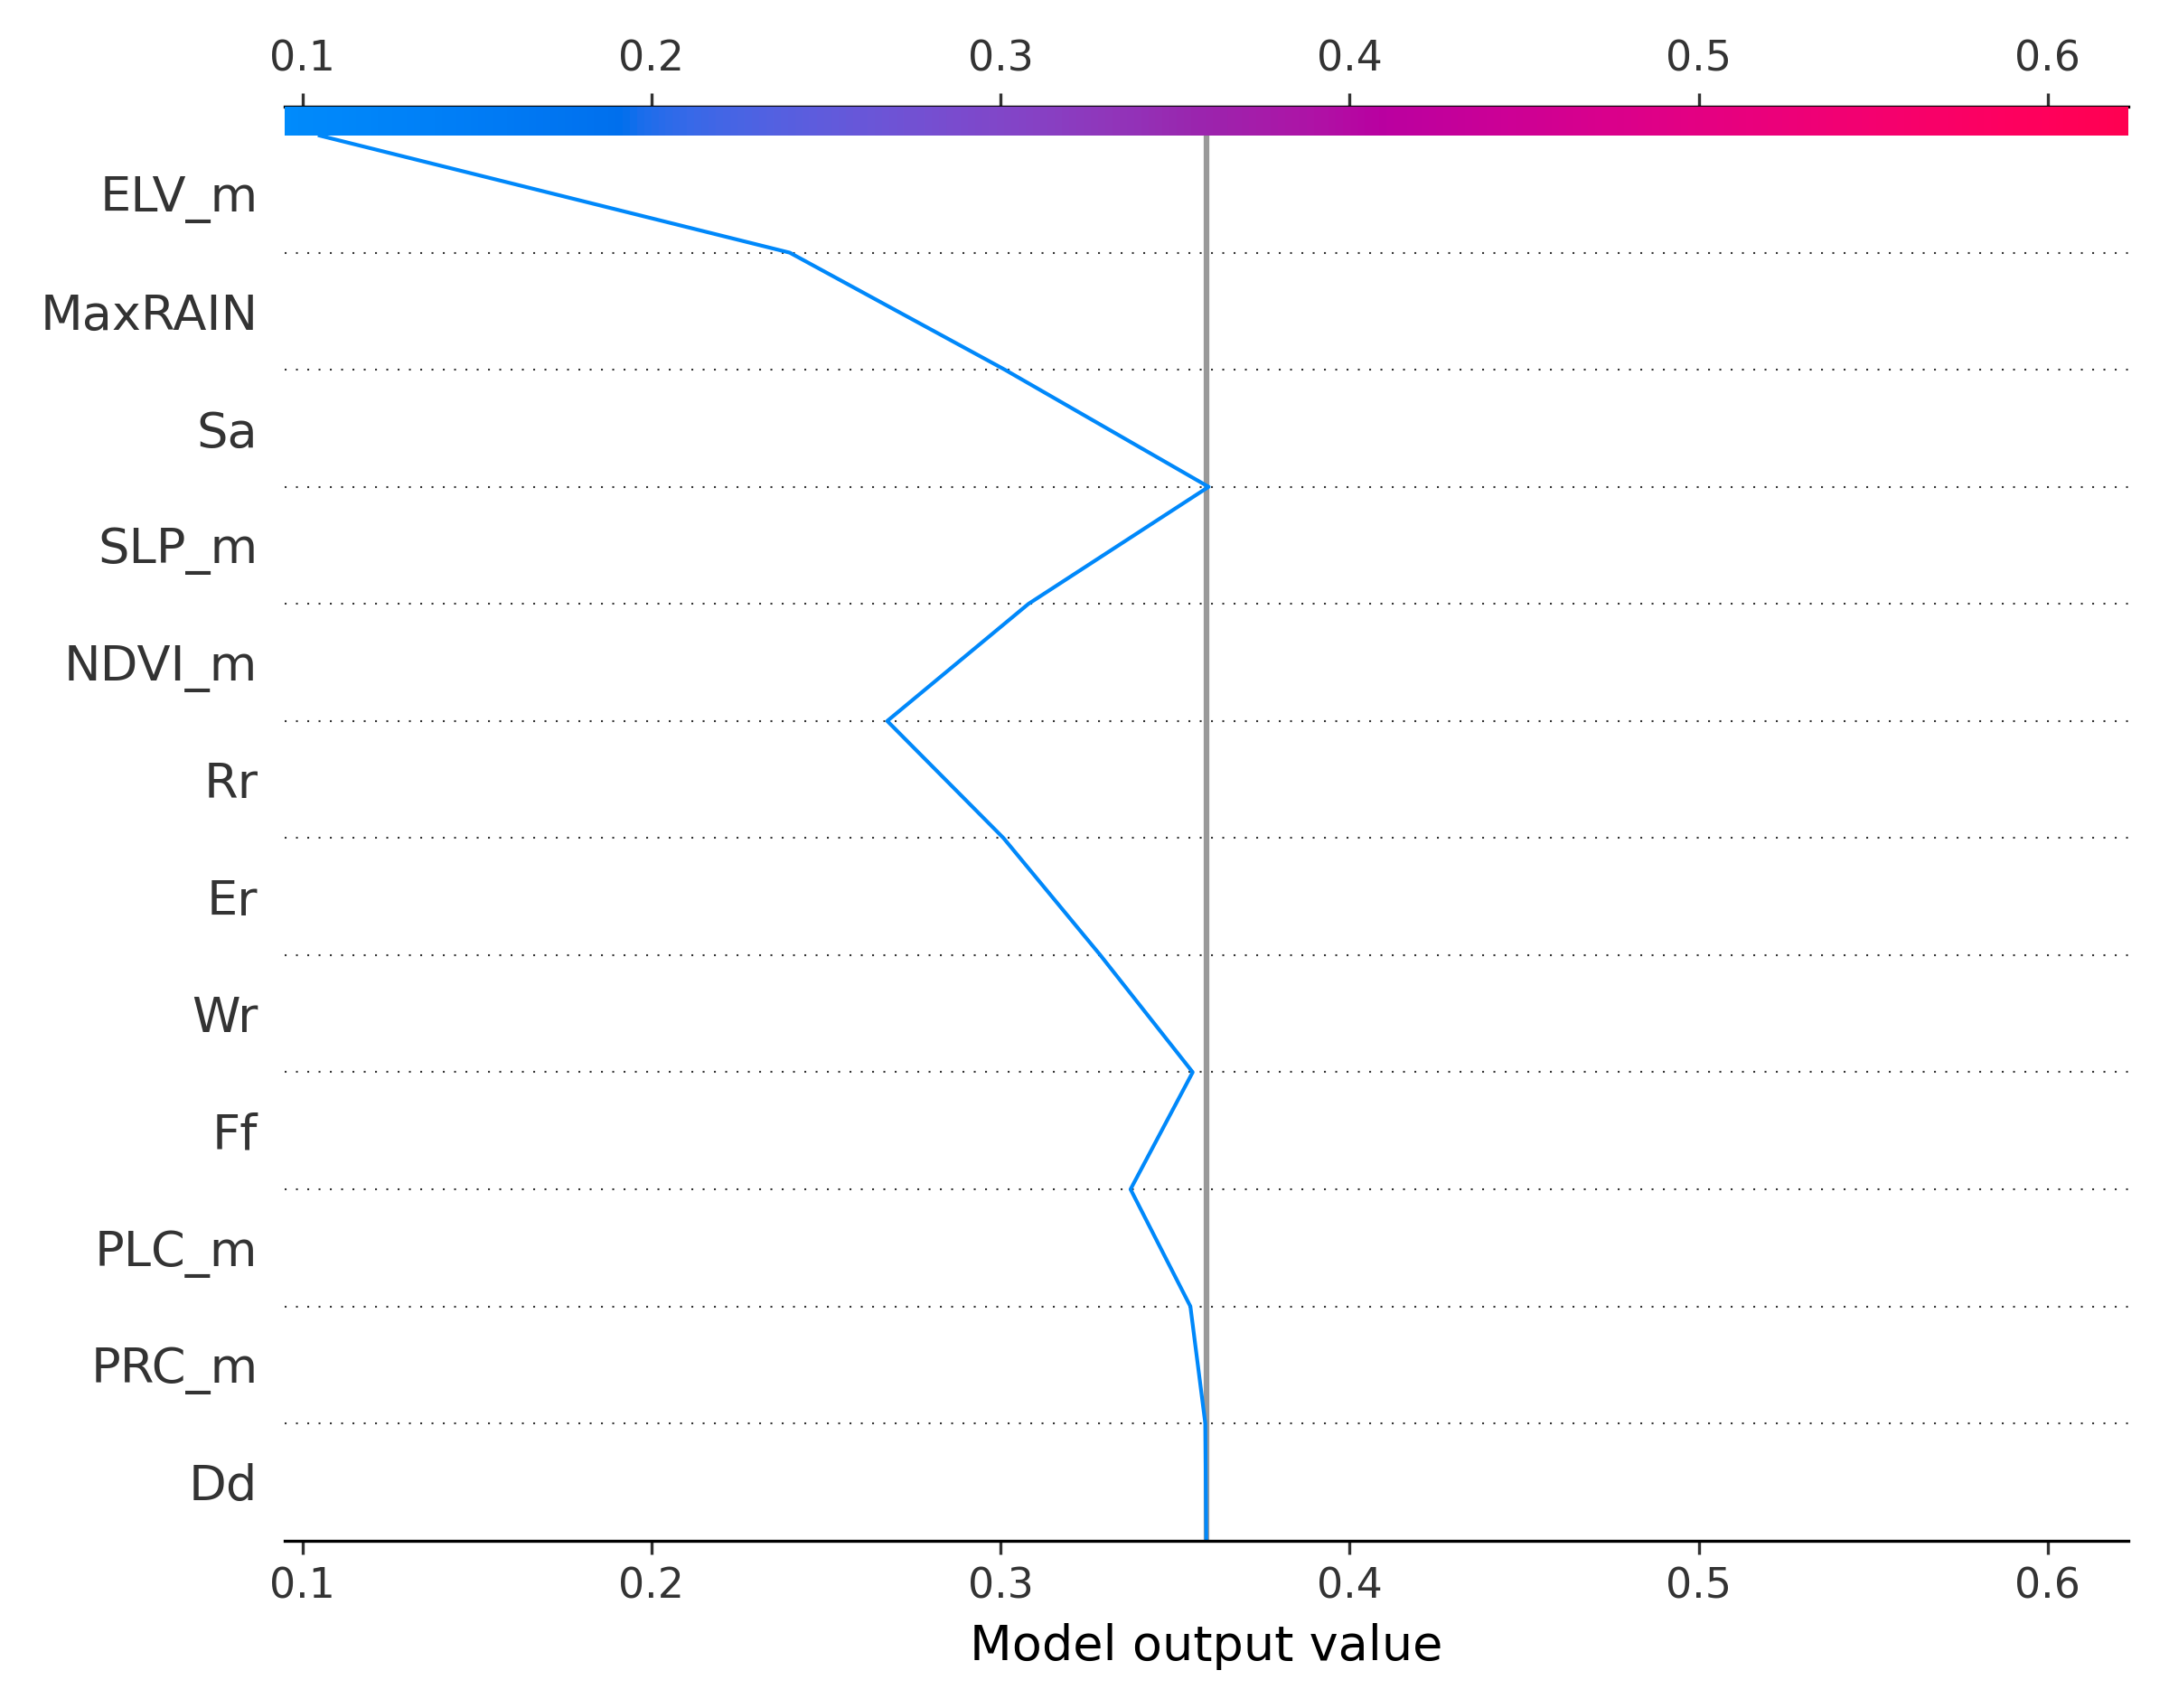 0.1 0.2 0.3 0.4 0.5 0.6
ELV_m
MaxRAIN
Sa
SLP_m
NDVI_m
Rr
Er
Wr
Ff
PLC_m
PRC_m
Dd
0.1 0.2 0.3 0.4 0.5 0.6
Model output value